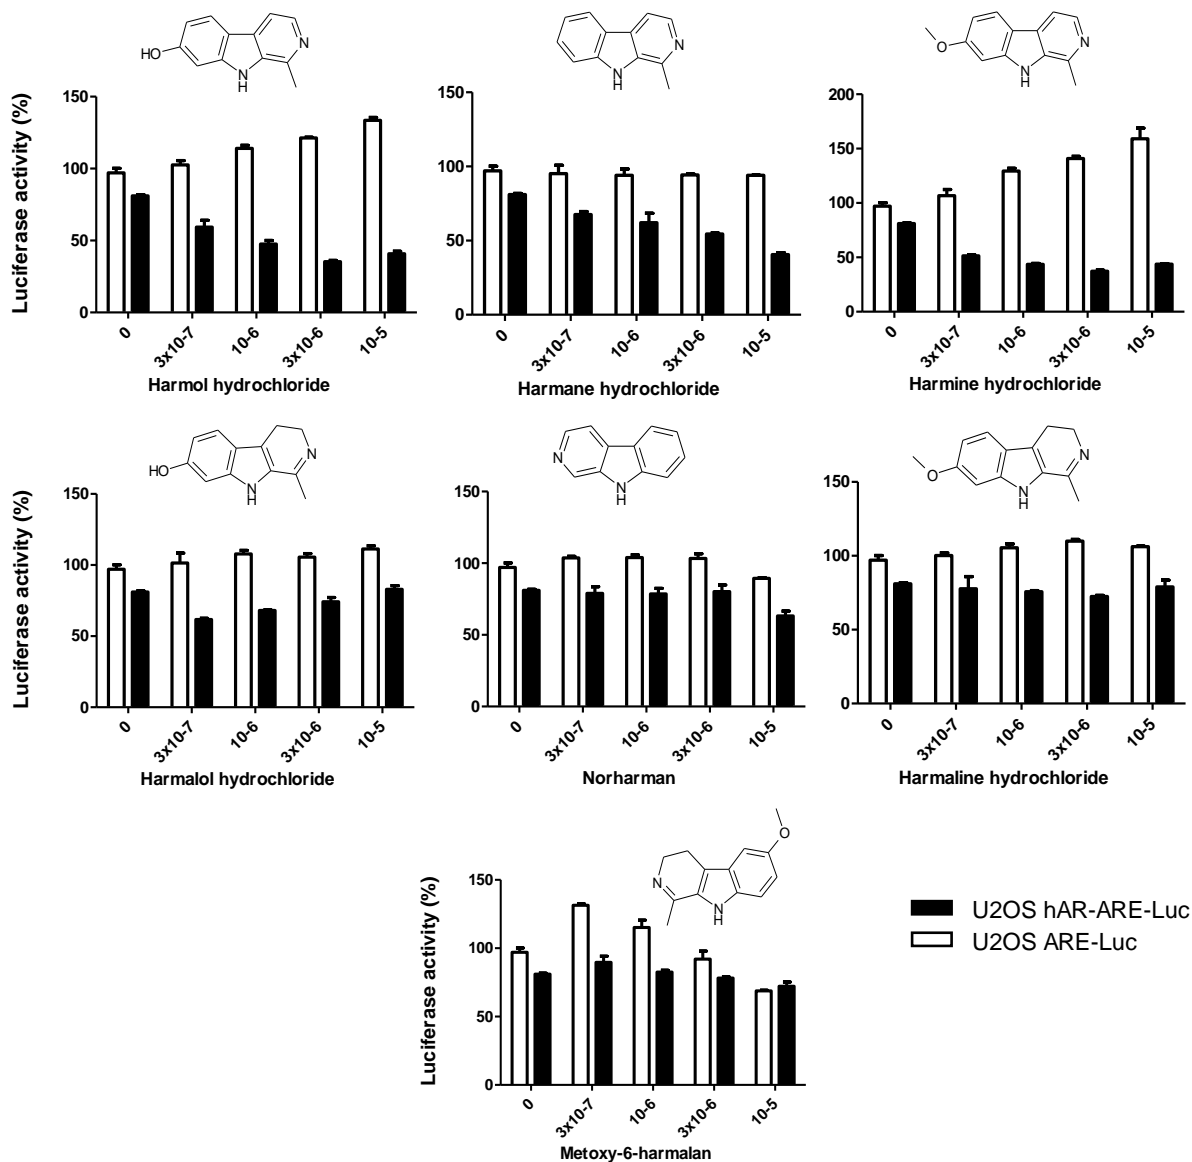 HO
N
N
H
N
N
H
O
N
N
H
Luciferase activity (%)
150
100
50
0
0
3x10-7
10-6
3x10-6
10-5
Harmol hydrochloride
150
100
50
0
0
3x10-7
10-6
3x10-6
10-5
Harmane hydrochloride
200
150
100
50
0
0
3x10-7
10-6
3x10-6
10-5
Harmine hydrochloride
HO
N
N
H
N
N
H
O
N
N
H
Luciferase activity (%)
150
100
50
0
0
3x10-7
10-6
3x10-6
10-5
Harmalol hydrochloride
150
100
50
0
0
3x10-7
10-6
3x10-6
10-5
Norharman
150
100
50
0
0
3x10-7
10-6
3x10-6
10-5
Harmaline hydrochloride
O
N
N
H
Luciferase activity (%)
150
100
50
0
0
3x10-7
10-6
3x10-6
10-5
Metoxy-6-harmalan
U2OS hAR-ARE-Luc
U2OS ARE-Luc